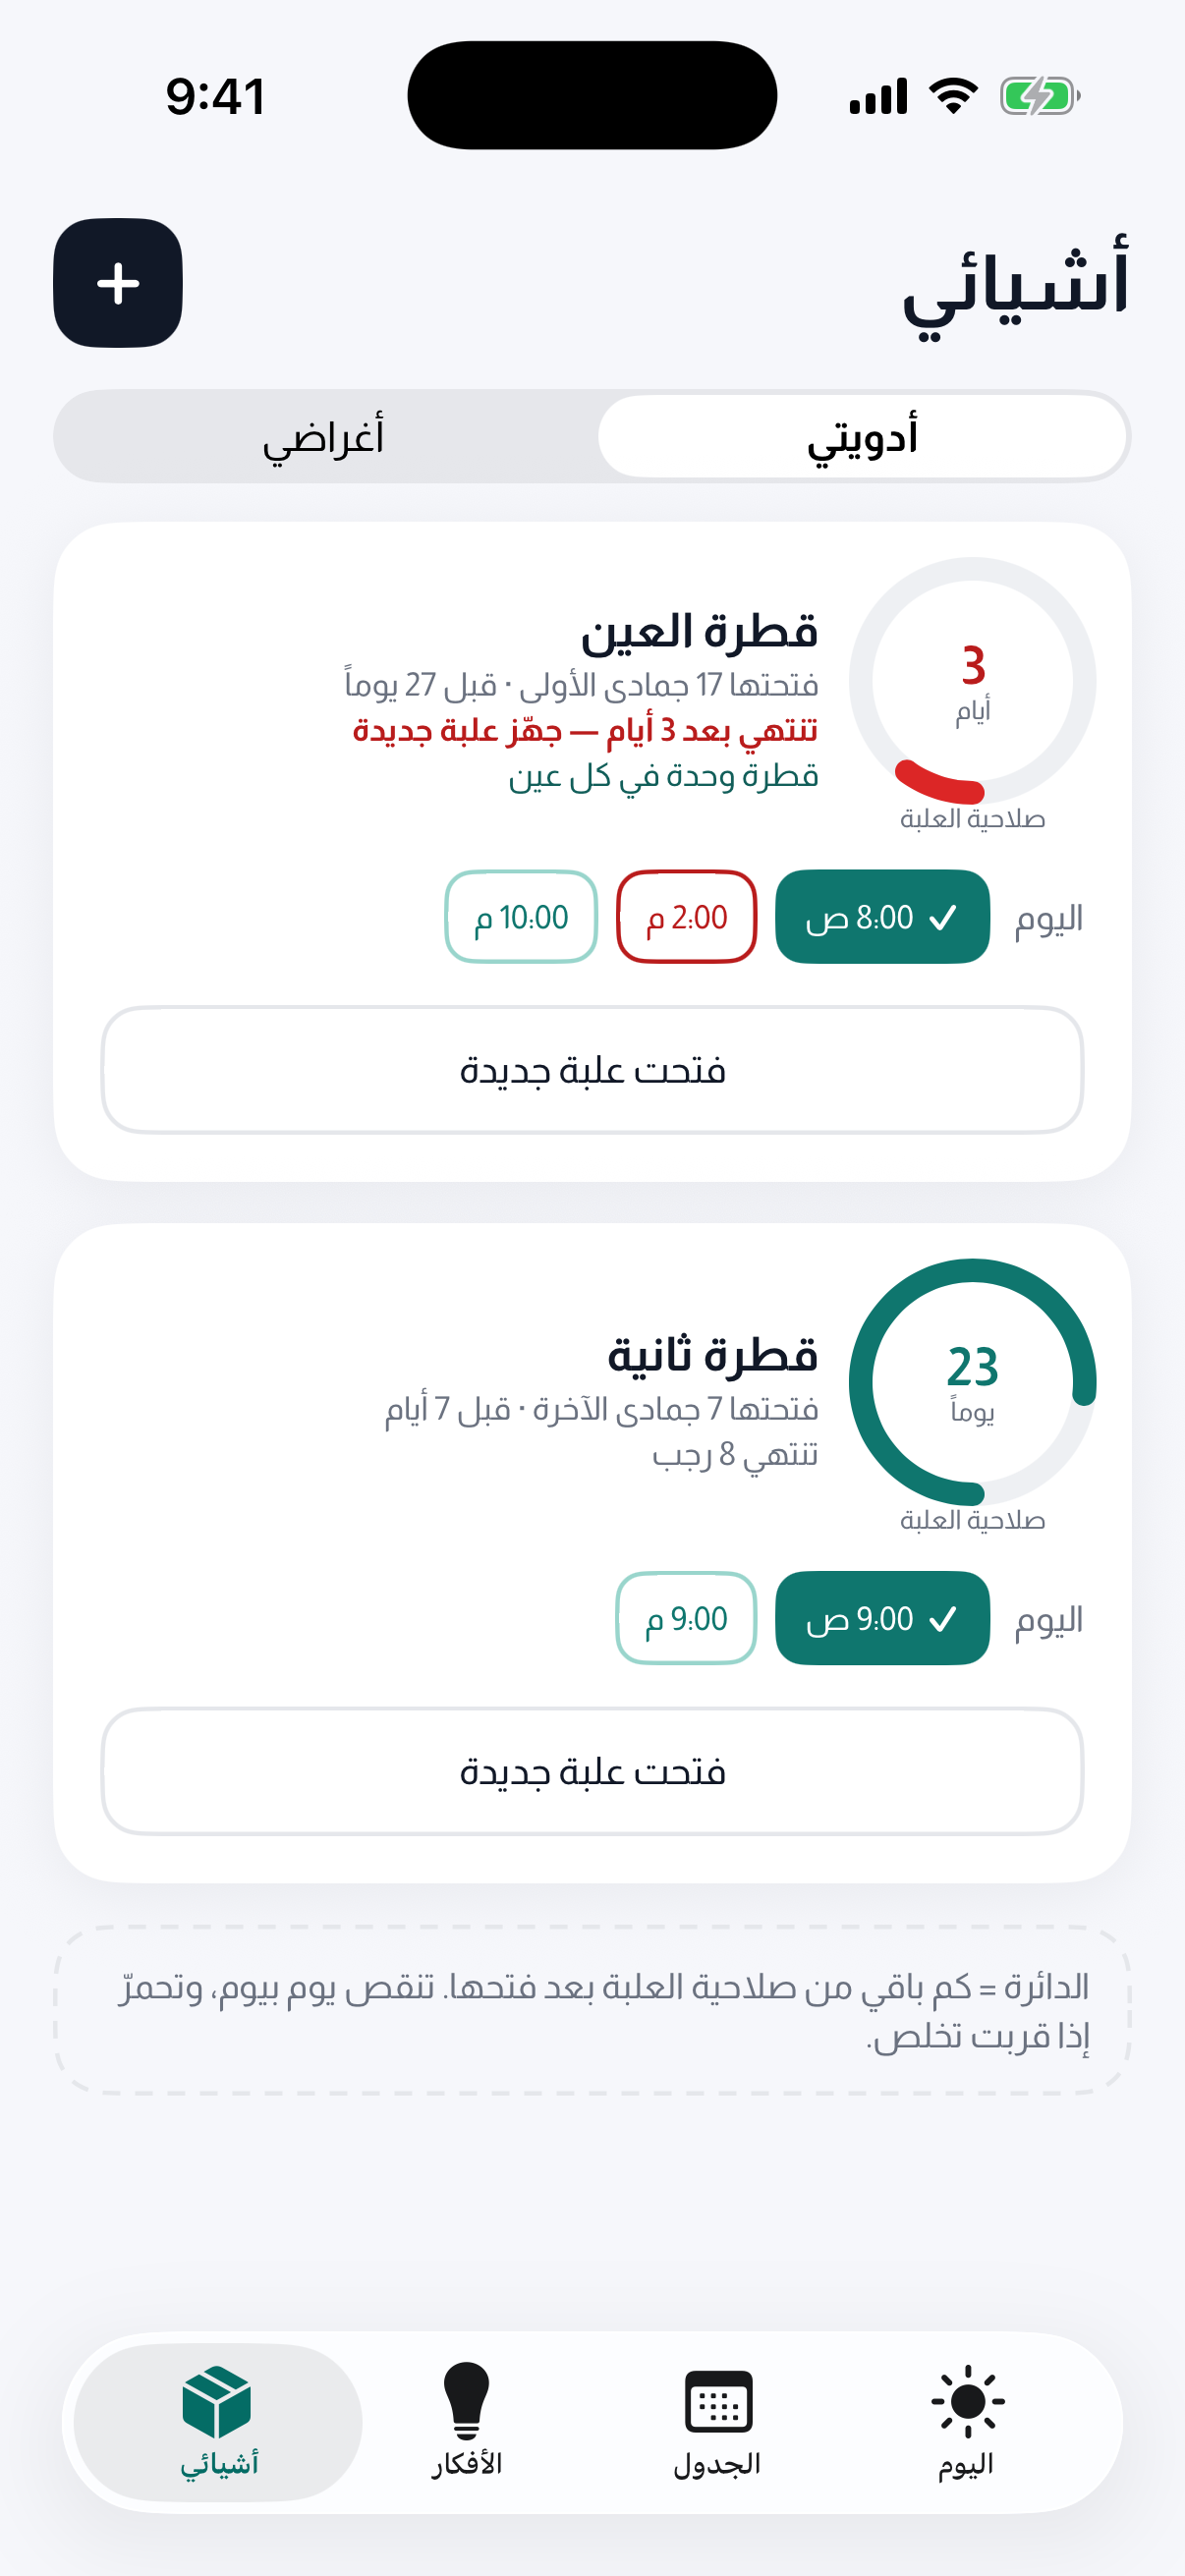 9:41
أشيائي
أدويتي
أغراضي
3
أيام
صلاحية العلبة
قطرة العين
فتحتها 17 جمادى الأولى · قبل 27 يوماً
تنتهي بعد 3 أيام — جهّز علبة جديدة
قطرة وحدة في كل عين
اليوم
8:00 ص
2:00 م
10:00 م
فتحت علبة جديدة
23
يوماً
صلاحية العلبة
قطرة ثانية
فتحتها 7 جمادى الآخرة · قبل 7 أيام
تنتهي 8 رجب
اليوم
9:00 ص
9:00 م
فتحت علبة جديدة
الدائرة = كم باقي من صلاحية العلبة بعد فتحها. تنقص يوم بيوم، وتحمرّ
إذا قربت تخلص.
اليوم
الجدول
الأفكار
أشيائي